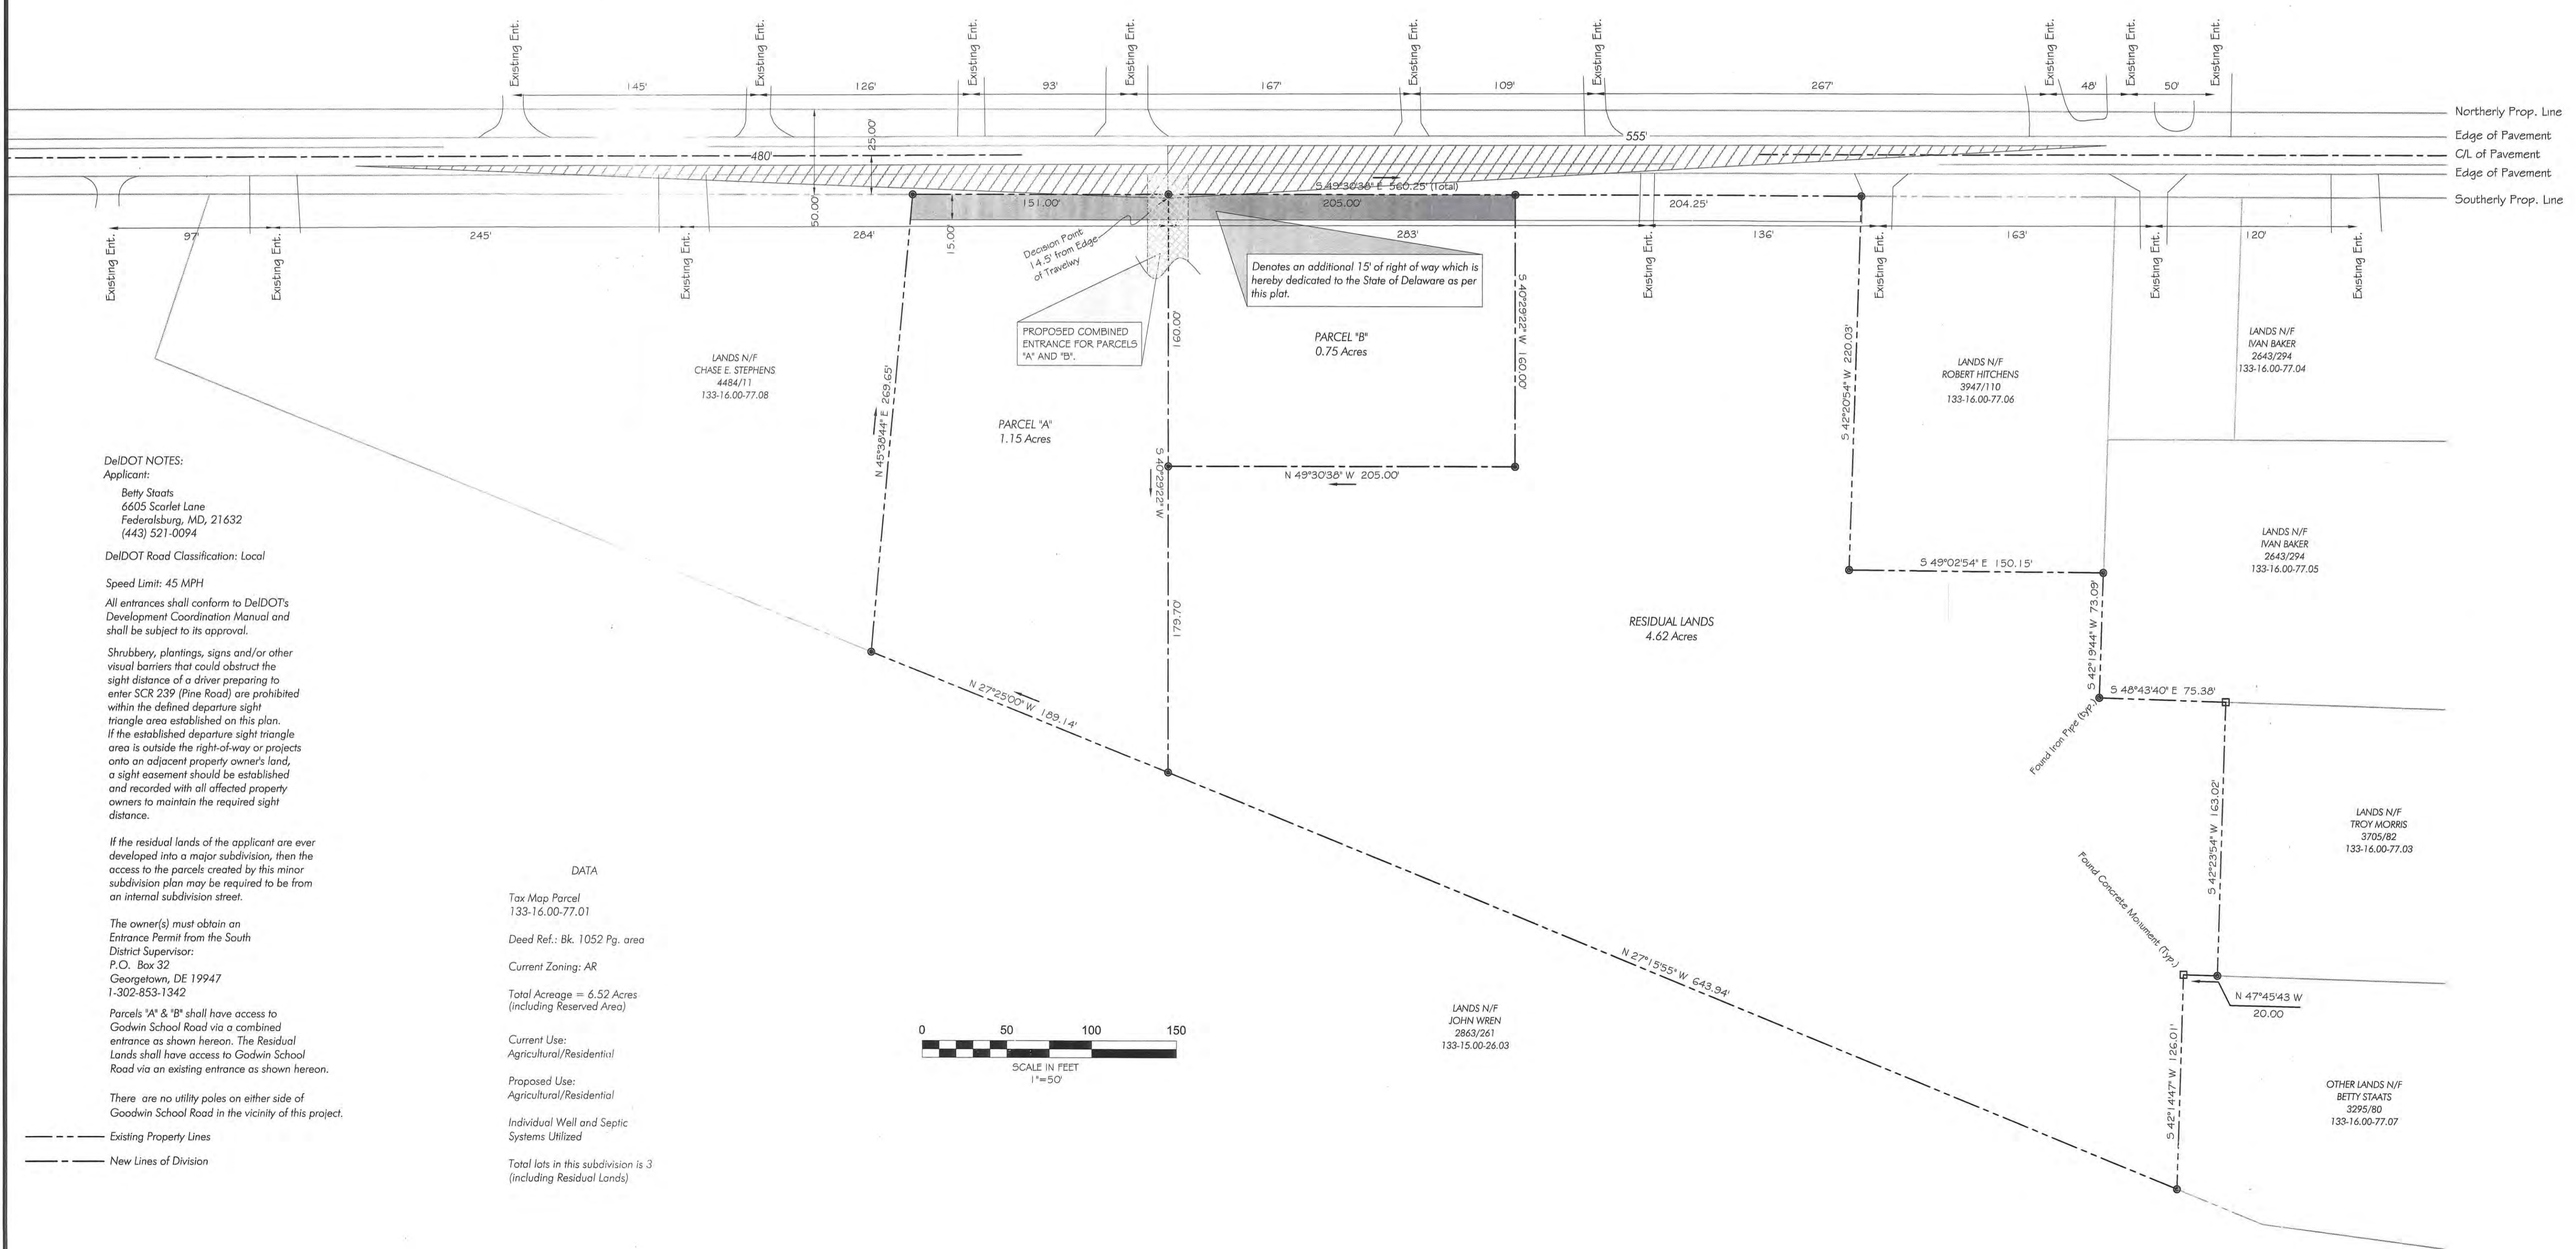 Existing Ent.
Existing Ent.
Existing Ent.
Existing Ent.
Existing Ent.
Existing Ent.
Existing Ent.
Existing Ent.
Existing Ent.
145'
126'
93'
167'
109'
267'
48'
50'
Northerly Prop. Line
Edge of Pavement
C/L of Pavement
Edge of Pavement
Southerly Prop. Line
480'
555'
25.00'
50.00'
S 49°30'38" E 560.25' (Total)
151.00'
205.00'
204.25'
15.00'
97'
245'
284'
283'
136'
163'
120'
Existing Ent.
Existing Ent.
Existing Ent.
Existing Ent.
Existing Ent.
Existing Ent.
Existing Ent.
Decision Point
14.5' from Edge
of Travelwy
Denotes an additional 15' of right of way which is
hereby dedicated to the State of Delaware as per
this plat.
PROPOSED COMBINED
ENTRANCE FOR PARCELS
"A" AND "B".
160.00'
S 40°29'22" W 160.00'
PARCEL "B"
0.75 Acres
LANDS N/F
CHASE E. STEPHENS
4484/11
133-16.00-77.08
N 45°38'44" E 269.65'
PARCEL "A"
1.15 Acres
S 40°29'22" W
N 49°30'38" W 205.00'
S 42°20'54" W 220.03'
LANDS N/F
ROBERT HITCHENS
3947/110
133-16.00-77.06
LANDS N/F
IVAN BAKER
2643/294
133-16.00-77.04
LANDS N/F
IVAN BAKER
2643/294
133-16.00-77.05
S 49°02'54" E 150.15'
S 42°19'44" W 73.09'
S 48°43'40" E 75.38'
Found Iron Pipe (typ.)
RESIDUAL LANDS
4.62 Acres
179.70'
N 27°25'00" W 189.14'
N 27°15'55" W 643.94'
S 42°23'54" W 163.02'
Found Concrete Monument (Typ.)
LANDS N/F
TROY MORRIS
3705/82
133-16.00-77.03
N 47°45'43 W
20.00
S 42°14'47" W 126.01'
OTHER LANDS N/F
BETTY STAATS
3295/80
133-16.00-77.07
LANDS N/F
JOHN WREN
2863/261
133-15.00-26.03
0 50 100 150
SCALE IN FEET
1"=50'
DelDOT NOTES:
Applicant:
Betty Staats
6605 Scarlet Lane
Federalsburg, MD, 21632
(443) 521-0094
DelDOT Road Classification: Local
Speed Limit: 45 MPH
All entrances shall conform to DelDOT's
Development Coordination Manual and
shall be subject to its approval.
Shrubbery, plantings, signs and/or other
visual barriers that could obstruct the
sight distance of a driver preparing to
enter SCR 239 (Pine Road) are prohibited
within the defined departure sight
triangle area established on this plan.
If the established departure sight triangle
area is outside the right-of-way or projects
onto an adjacent property owner's land,
a sight easement should be established
and recorded with all affected property
owners to maintain the required sight
distance.
If the residual lands of the applicant are ever
developed into a major subdivision, then the
access to the parcels created by this minor
subdivision plan may be required to be from
an internal subdivision street.
The owner(s) must obtain an
Entrance Permit from the South
District Supervisor:
P.O. Box 32
Georgetown, DE 19947
1-302-853-1342
Parcels "A" & "B" shall have access to
Godwin School Road via a combined
entrance as shown hereon. The Residual
Lands shall have access to Godwin School
Road via an existing entrance as shown hereon.
There are no utility poles on either side of
Goodwin School Road in the vicinity of this project.
Existing Property Lines
New Lines of Division
DATA
Tax Map Parcel
133-16.00-77.01
Deed Ref.: Bk. 1052 Pg. area
Current Zoning: AR
Total Acreage = 6.52 Acres
(including Reserved Area)
Current Use:
Agricultural/Residential
Proposed Use:
Agricultural/Residential
Individual Well and Septic
Systems Utilized
Total lots in this subdivision is 3
(including Residual Lands)